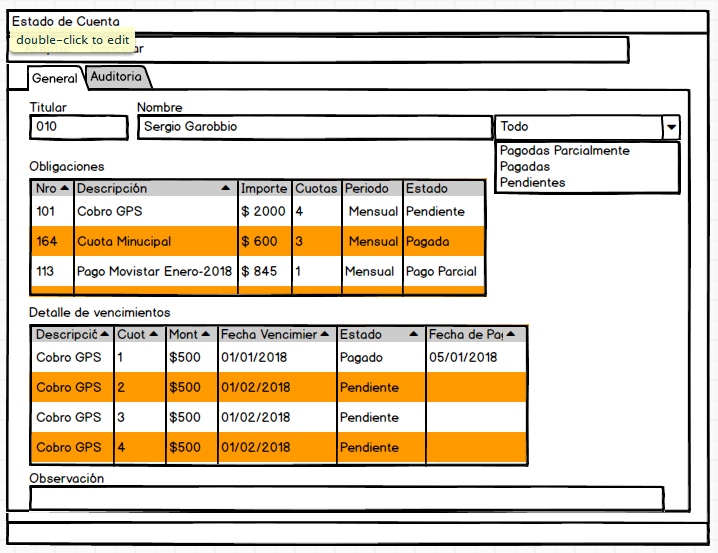 Estado de Cuenta
double-click to edit
General Auditoria
Titular Nombre
010 Sergio Garobbio Todo
Pagodas Parcialmente
Pagadas
Pendientes
Obligaciones
Nro Descripción Importe Cuotas Periodo Estado
101 Cobro GPS $ 2000 4 Mensual Pendiente
164 Cuota Minucipal $ 600 3 Mensual Pagada
113 Pago Movistar Enero-2018 $ 845 1 Mensual Pago Parcial
Detalle de vencimientos
Descripció Cuot Mont Fecha Vencimier Estado Fecha de Pag
Cobro GPS 1 $500 01/01/2018 Pagado 05/01/2018
Cobro GPS 2 $500 01/02/2018 Pendiente
Cobro GPS 3 $500 01/02/2018 Pendiente
Cobro GPS 4 $500 01/02/2018 Pendiente
Observación